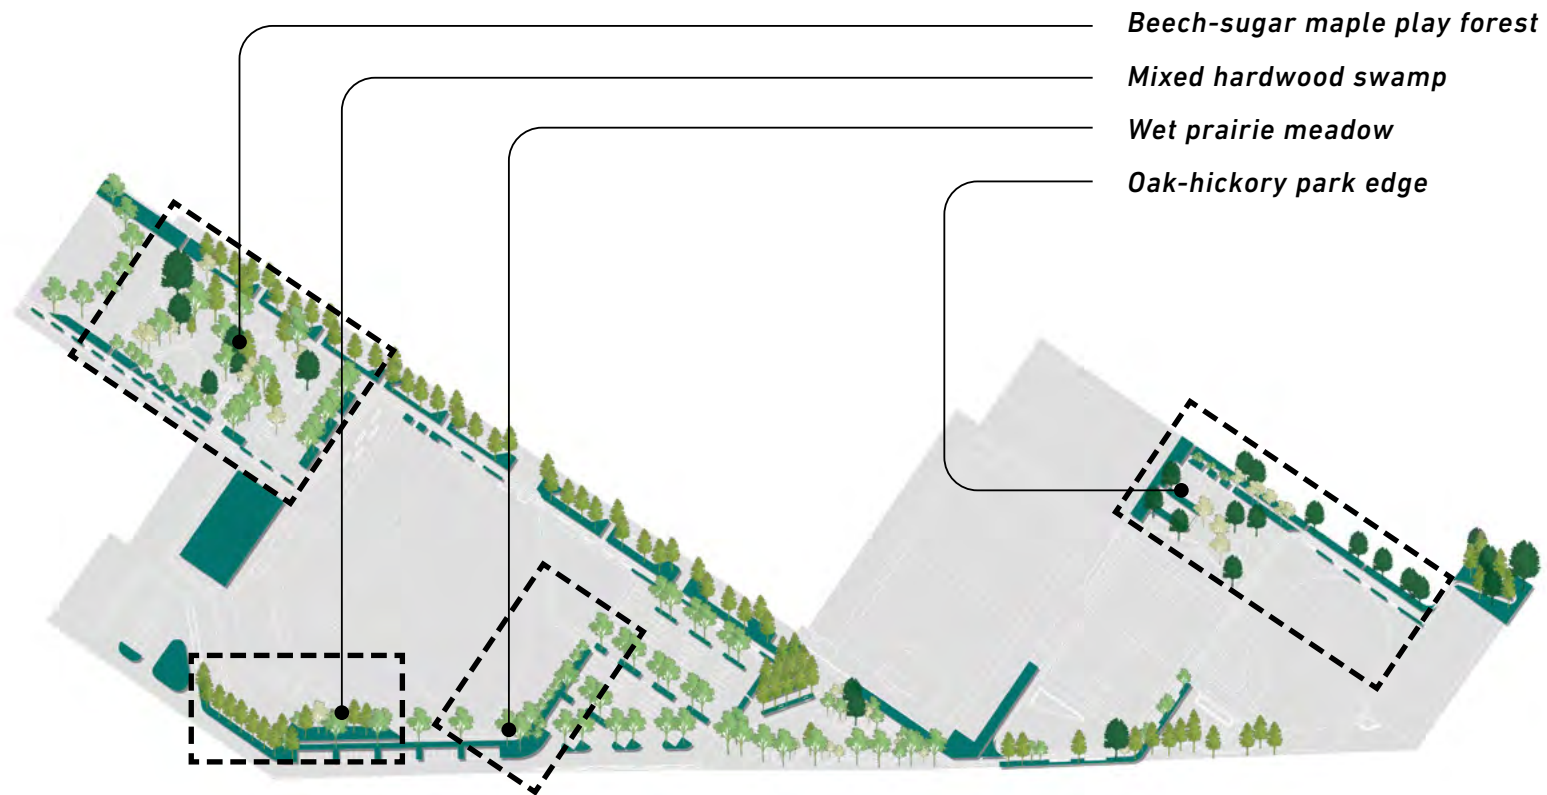 Beech-sugar maple play forest
Mixed hardwood swamp
Wet prairie meadow
Oak-hickory park edge